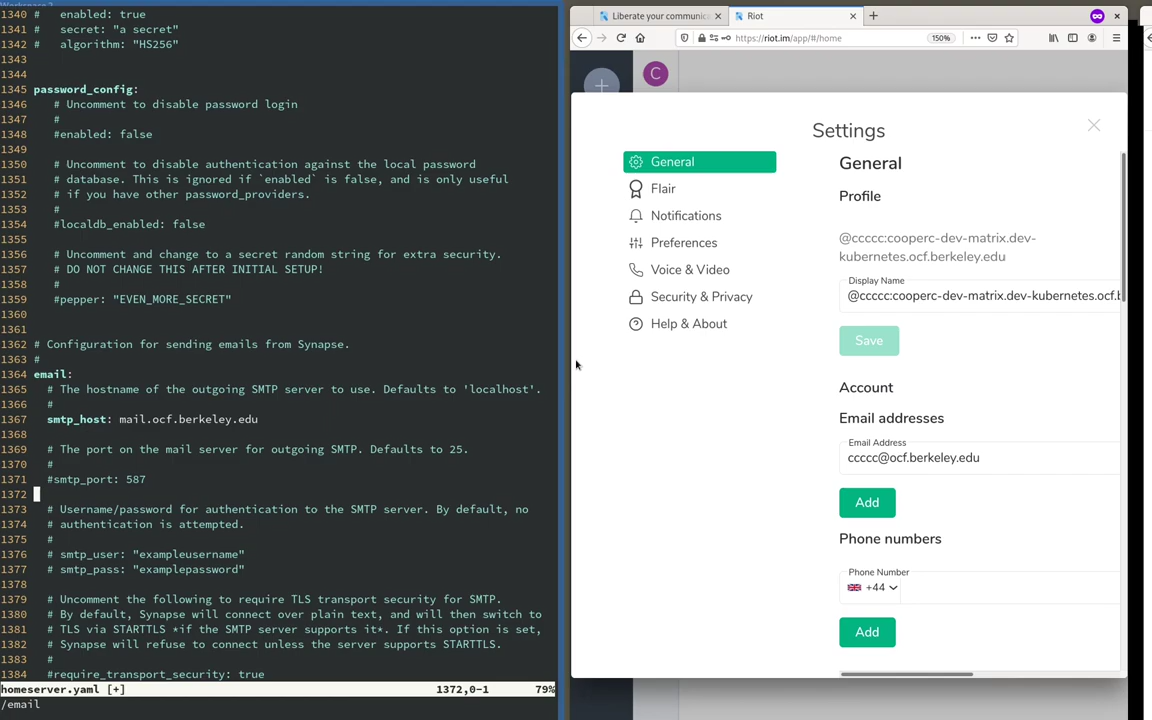 Workspace 2
1340 #   enabled: true
1341 #   secret: "a secret"
1342 #   algorithm: "HS256"
1343
1344
1345 password_config:
1346    # Uncomment to disable password login
1347    #
1348    #enabled: false
1349
1350    # Uncomment to disable authentication against the local password
1351    # database. This is ignored if `enabled` is false, and is only useful
1352    # if you have other password_providers.
1353    #
1354    #localdb_enabled: false
1355
1356    # Uncomment and change to a secret random string for extra security.
1357    # DO NOT CHANGE THIS AFTER INITIAL SETUP!
1358    #
1359    #pepper: "EVEN_MORE_SECRET"
1360
1361
1362 # Configuration for sending emails from Synapse.
1363 #
1364 email:
1365   # The hostname of the outgoing SMTP server to use. Defaults to 'localhost'.
1366   #
1367   smtp_host: mail.ocf.berkeley.edu
1368
1369   # The port on the mail server for outgoing SMTP. Defaults to 25.
1370   #
1371   #smtp_port: 587
1372
1373   # Username/password for authentication to the SMTP server. By default, no
1374   # authentication is attempted.
1375   #
1376   # smtp_user: "exampleusername"
1377   # smtp_pass: "examplepassword"
1378
1379   # Uncomment the following to require TLS transport security for SMTP.
1380   # By default, Synapse will connect over plain text, and will then switch to
1381   # TLS via STARTTLS *if the SMTP server supports it*. If this option is set,
1382   # Synapse will refuse to connect unless the server supports STARTTLS.
1383   #
1384   #require_transport_security: true
homeserver.yaml [+] 1372,0-1 79%
/email
Liberate your communica
Riot
https://riot.im/app/#/home
150%
C
Settings
General
Flair
Notifications
Preferences
Voice & Video
Security & Privacy
Help & About
General
Profile
@ccccc:cooperc-dev-matrix.dev-
kubernetes.ocf.berkeley.edu
Display Name
@ccccc:cooperc-dev-matrix.dev-kubernetes.ocf.b
Save
Account
Email addresses
Email Address
ccccc@ocf.berkeley.edu
Add
Phone numbers
Phone Number
+44
Add